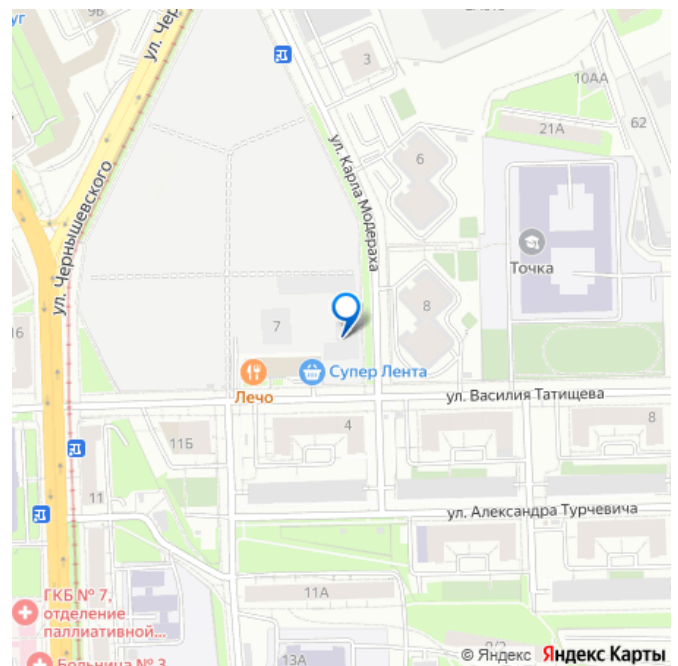 уг
9Б
ул. Чер
3
10АА
62
21А
ул. Карла Модераха
6
ул. Чернышевского
Точка
16
7
8
Супер Лента
Лечо
ул. Василия Татищева
4
8
11Б
11
ул. Александра Турчевича
11А
ГКБ № 7,
отделение
паллиативной...
13А
Больница № 3
© Яндекс Яндекс Карты